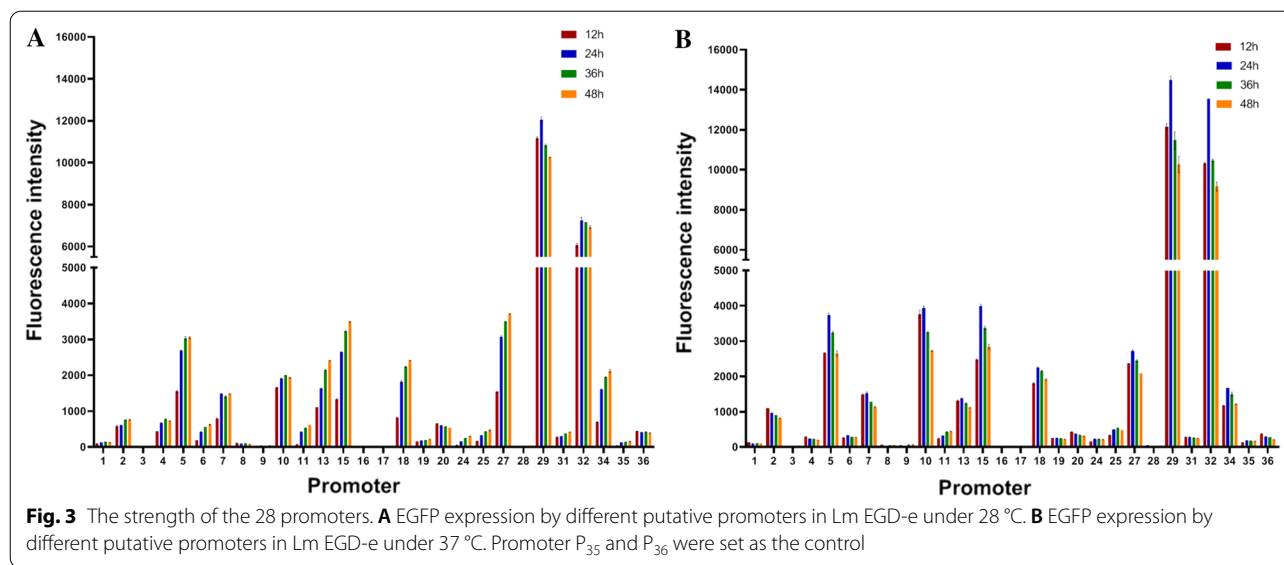 A
16000
14000
12000
10000
8000
6000
5000
4000
3000
2000
1000
0
Fluorescence intensity
12h
24h
36h
48h
1 2 3 4 5 6 7 8 9 10 11 13 15 16 17 18 19 20 24 25 27 28 29 31 32 34 35 36
Promoter
B
16000
14000
12000
10000
8000
6000
5000
4000
3000
2000
1000
0
Fluorescence intensity
12h
24h
36h
48h
1 2 3 4 5 6 7 8 9 10 11 13 15 16 17 18 19 20 24 25 27 28 29 31 32 34 35 36
Promoter
Fig. 3 The strength of the 28 promoters. A EGFP expression by different putative promoters in Lm EGD-e under 28 °C. B EGFP expression by
different putative promoters in Lm EGD-e under 37 °C. Promoter P35 and P36 were set as the control